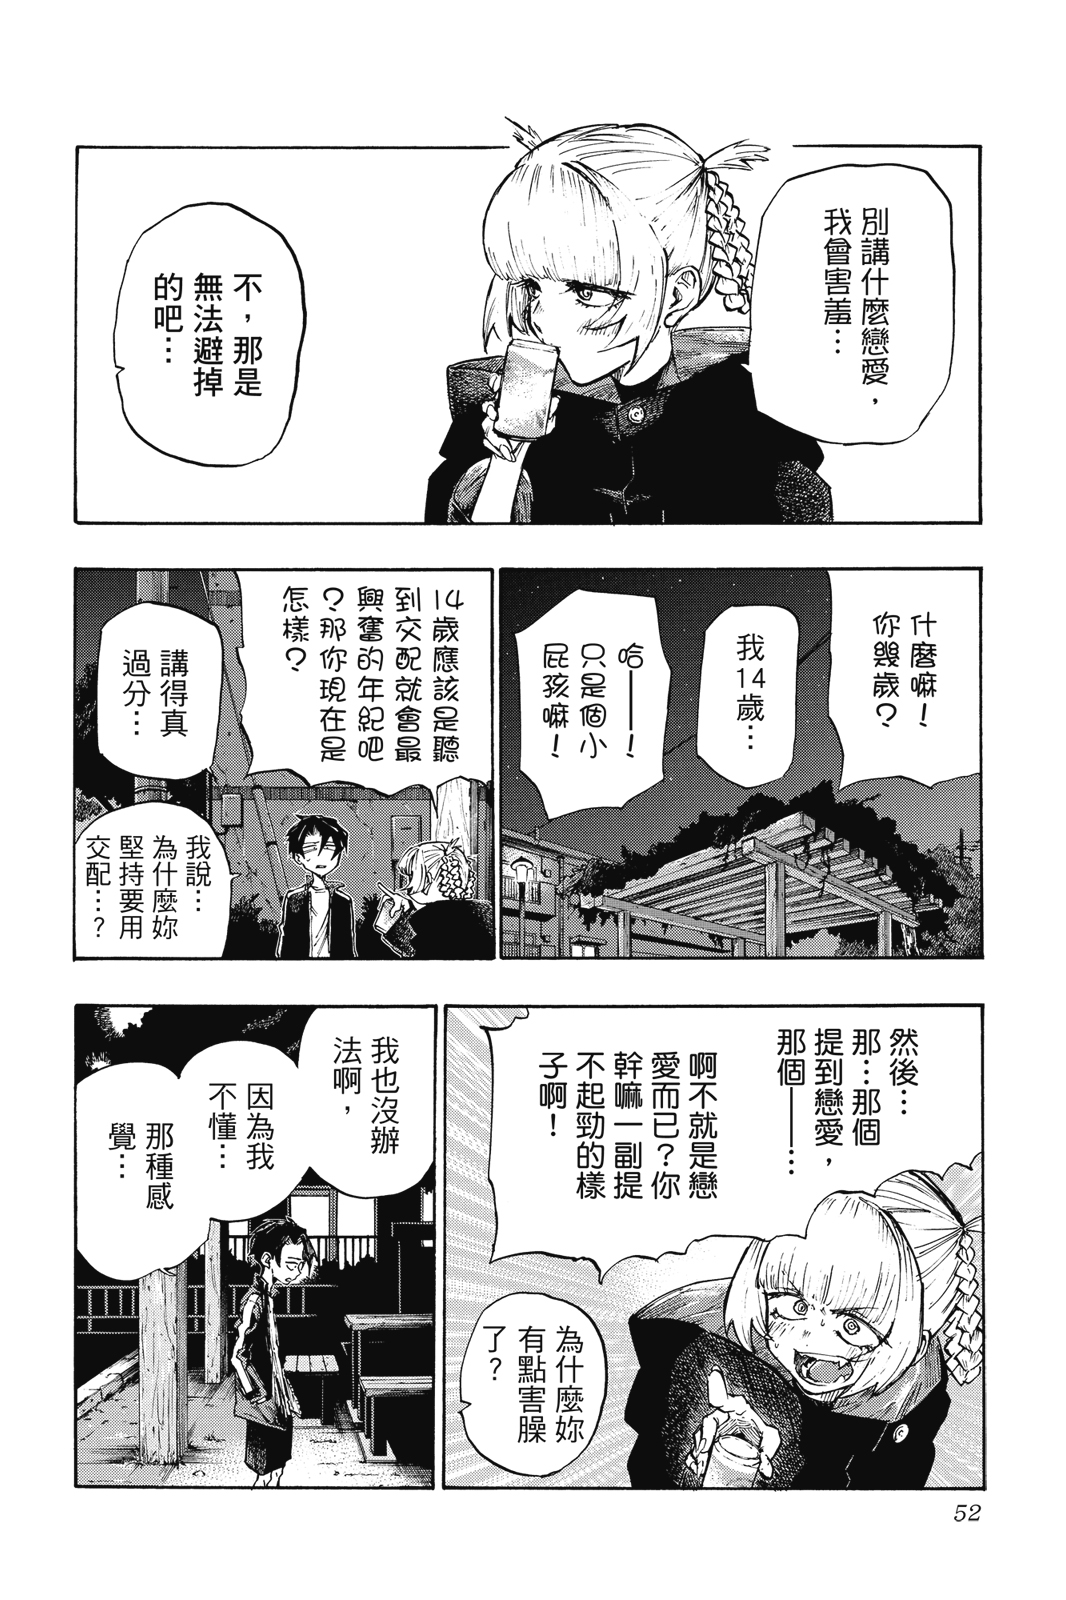 別講什麼戀愛，
我會害羞…
不，那是
無法避掉
的吧…
什麼嘛！
你幾歲？
我14歲…
哈——！
只是個小
屁孩嘛！
14歲應該是聽
到交配就會最
興奮的年紀吧
？那你現在是
怎樣？
講得真
過分…
我說…
為什麼妳
堅持要用
交配…？
然後…
那…那個
提到戀愛，
那個——…
啊不就是戀
愛而已？你
幹嘛一副提
不起勁的樣
子啊！
為什麼妳
有點害臊
了？
我也沒辦
法啊，
因為我
不懂…
那種感
覺…
52